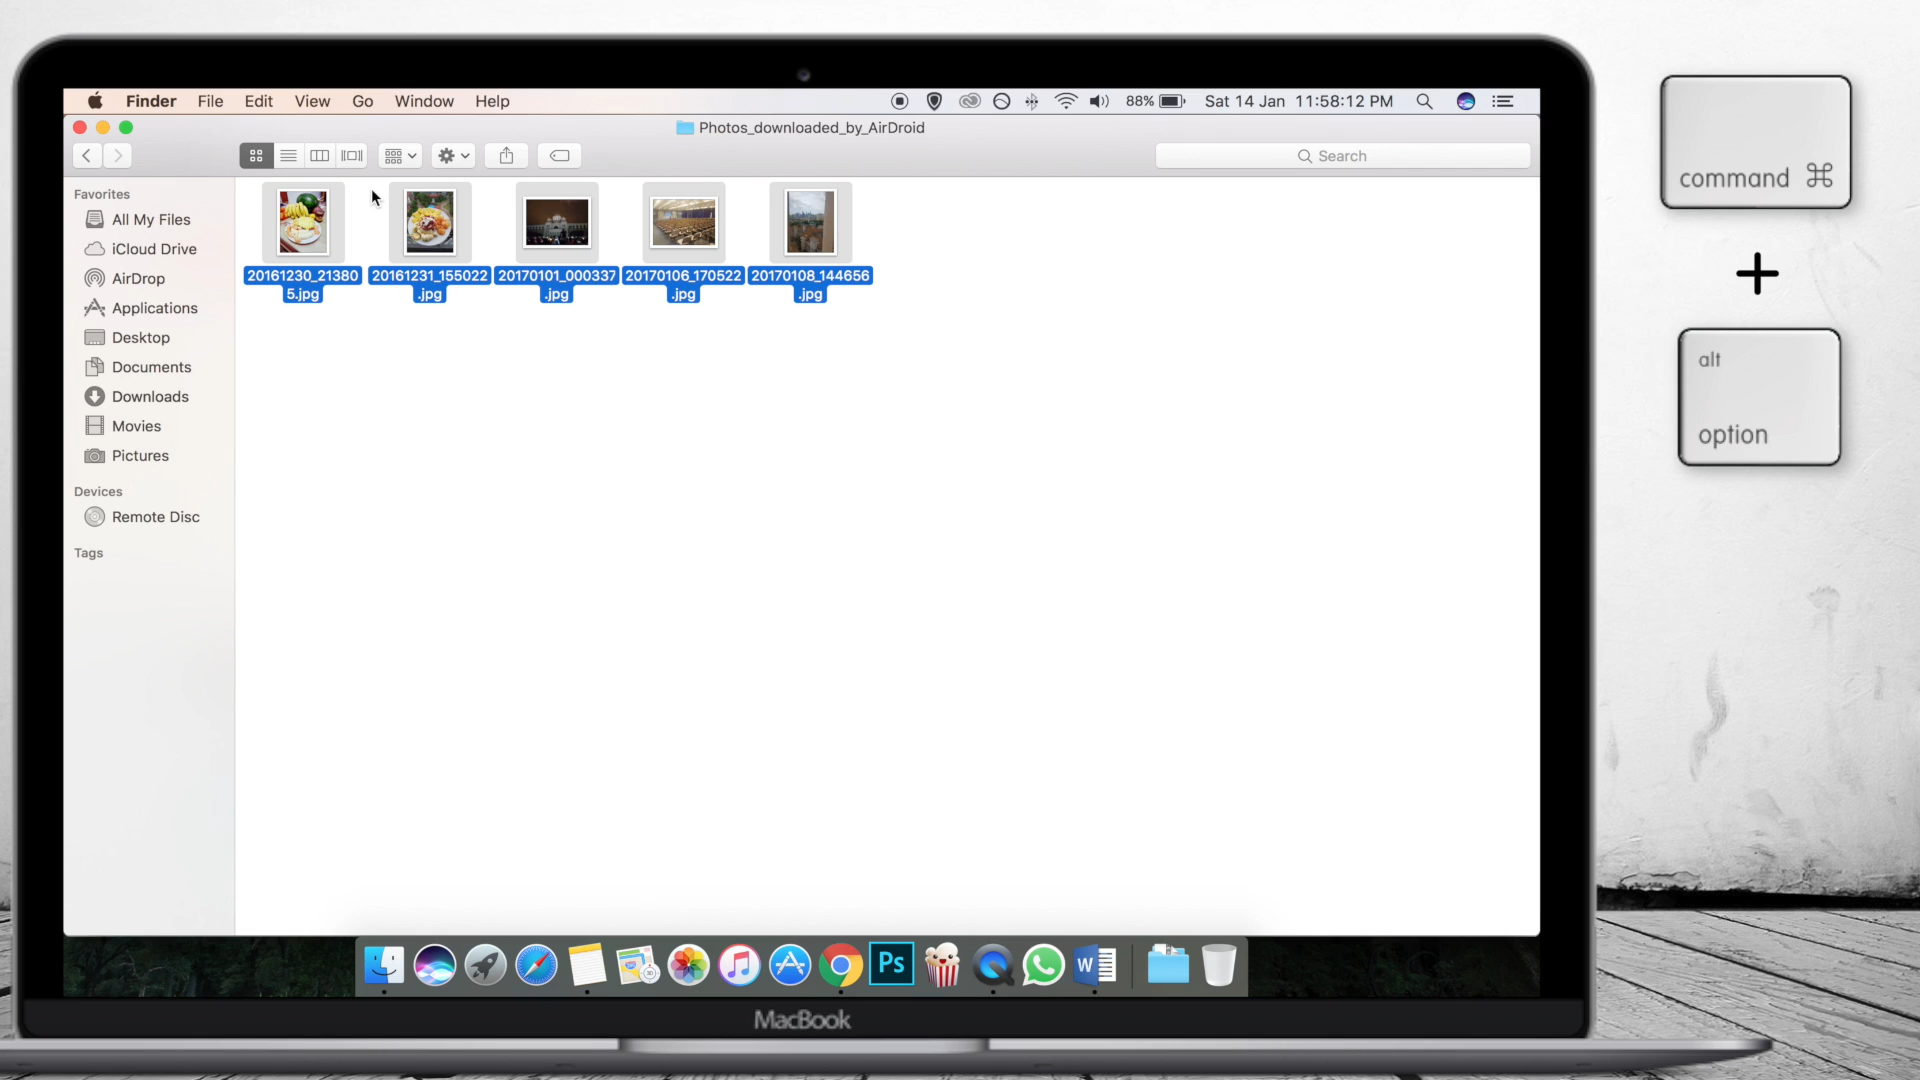 Finder File Edit View Go Window Help 88% Sat 14 Jan 11:58:12 PM
Photos_downloaded_by_AirDroid
Search
Favorites
All My Files
iCloud Drive
AirDrop
Applications
Desktop
Documents
Downloads
Movies
Pictures
Devices
Remote Disc
Tags
20161230_21380
5.jpg
20161231_155022
.jpg
20170101_000337
.jpg
20170106_170522
.jpg
20170108_144656
.jpg
Ps
W
MacBook
command ⌘
+
alt
option